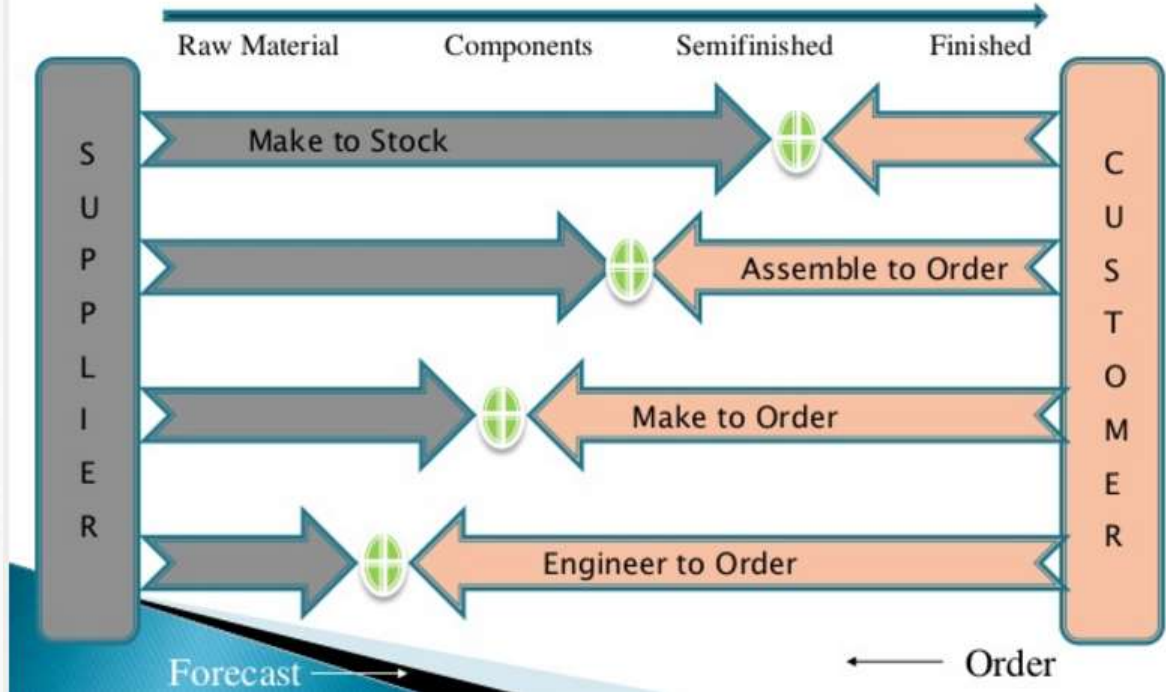 Raw Material Components Semifinished Finished
SUPPLIER
CUSTOMER
Make to Stock
Assemble to Order
Make to Order
Engineer to Order
Forecast
Order